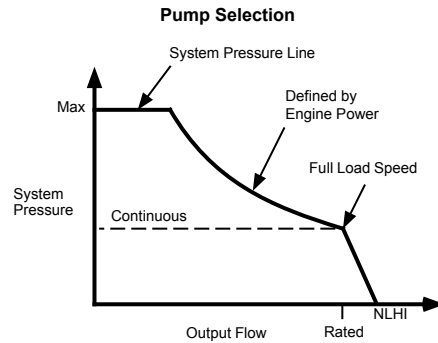 Pump Selection
System Pressure Line
Max
Defined by
Engine Power
Full Load Speed
System
Pressure
Continuous
NLHI
Output Flow
Rated